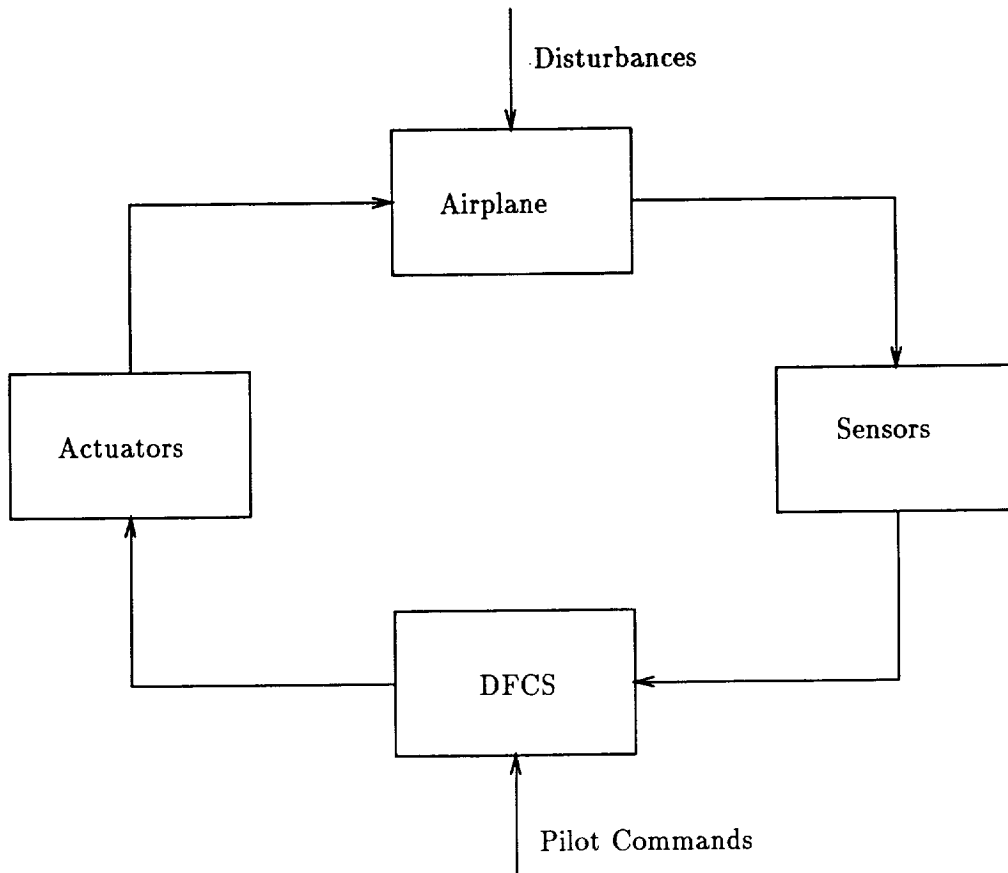 Disturbances
Airplane
Actuators
Sensors
DFCS
Pilot Commands